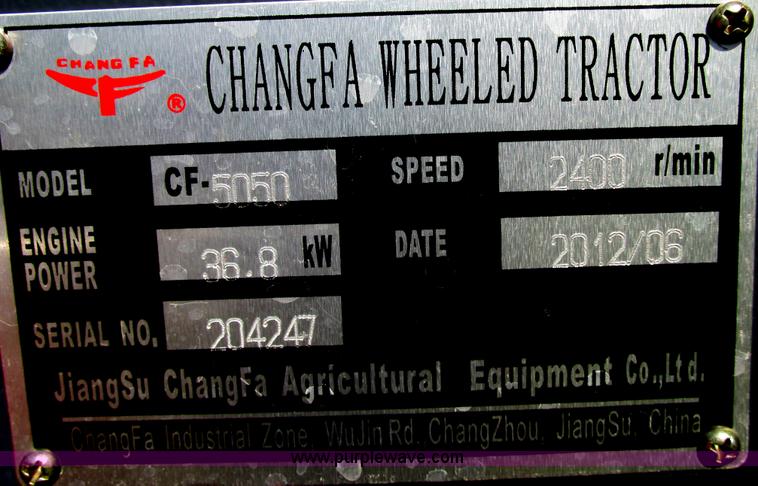 CHANG FA
®
CHANGFA WHEELED TRACTOR
MODEL CF-5050 SPEED 2400 r/min
ENGINE POWER 36.8 kW DATE 2012/06
SERIAL NO. 204247
JiangSu ChangFa Agricultural Equipment Co.,Ltd.
ChangFa Industrial Zone, WuJin Rd.,ChangZhou, JiangSu, China
www.purplewave.com